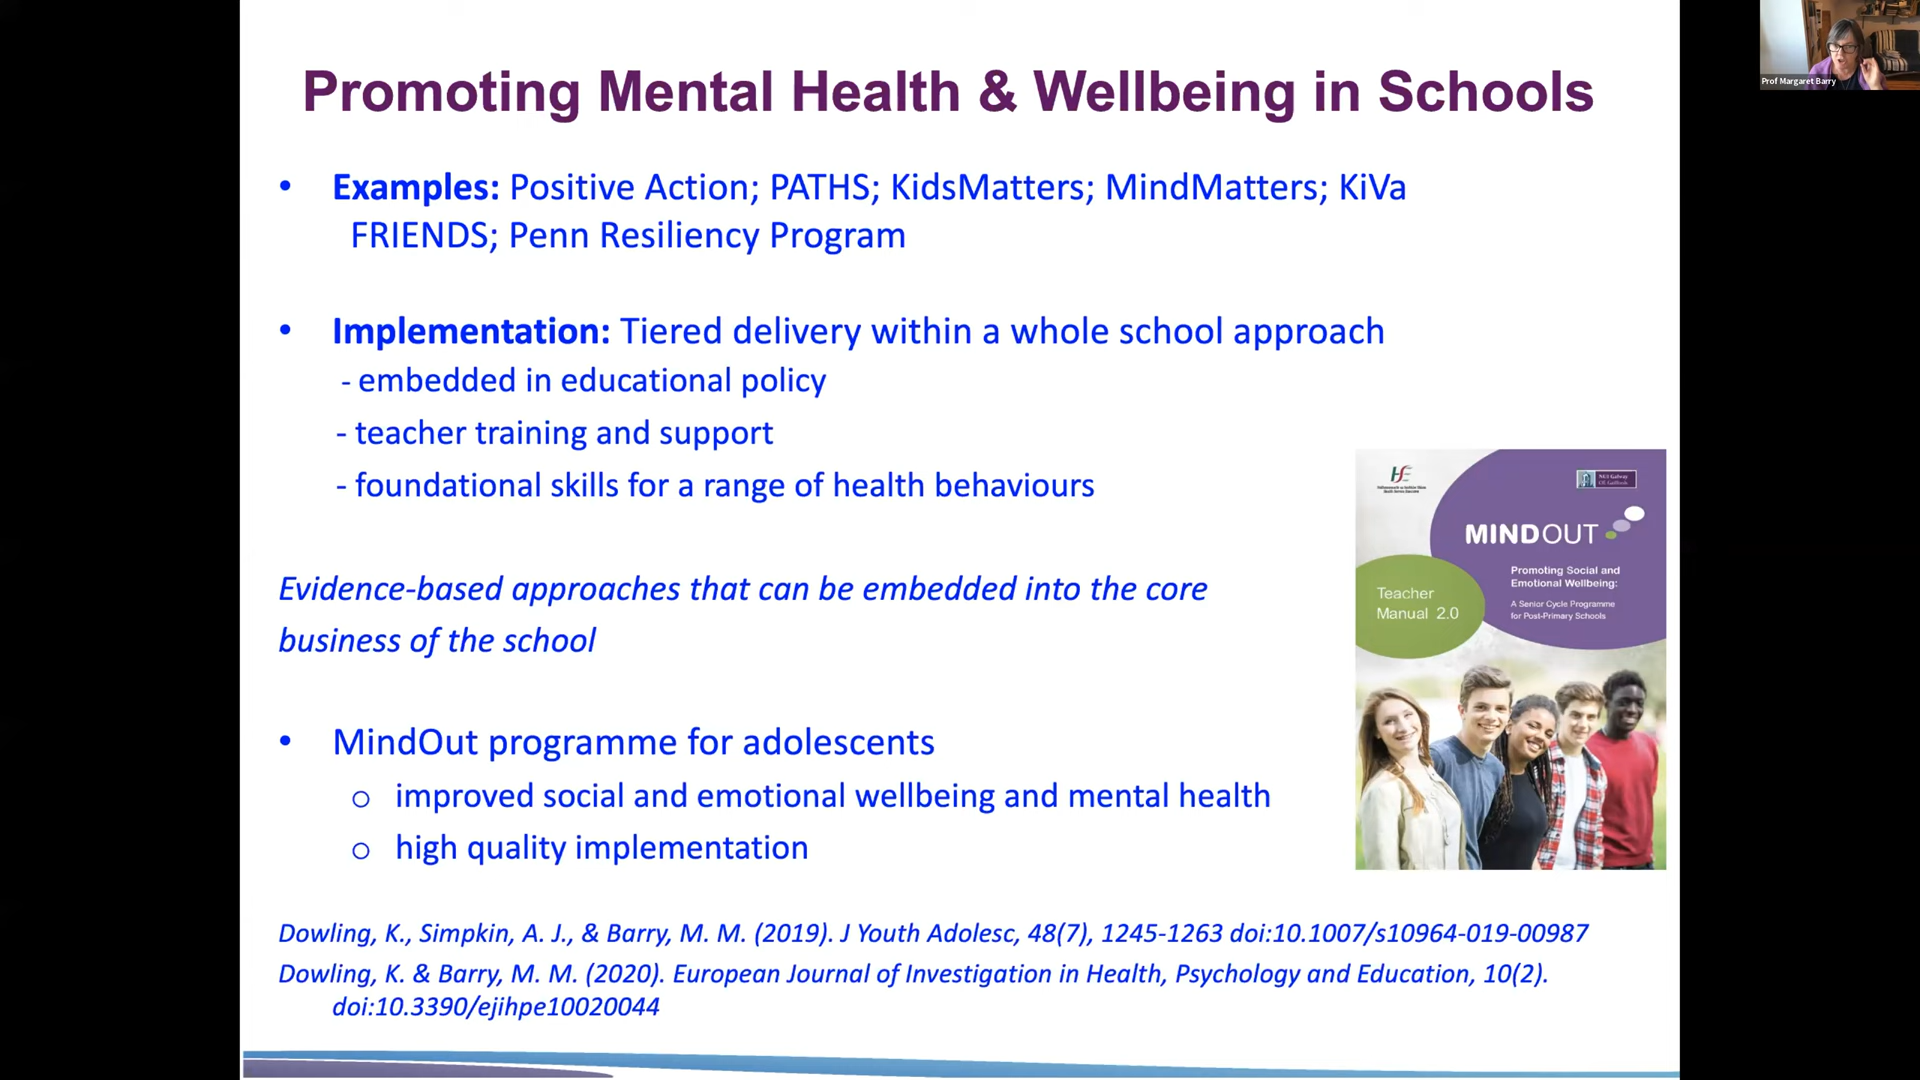 Promoting Mental Health & Wellbeing in Schools
Prof Margaret Barry
• Examples: Positive Action; PATHS; KidsMatters; MindMatters; KiVa
FRIENDS; Penn Resiliency Program
• Implementation: Tiered delivery within a whole school approach
- embedded in educational policy
- teacher training and support
- foundational skills for a range of health behaviours
Evidence-based approaches that can be embedded into the core
business of the school
• MindOut programme for adolescents
o improved social and emotional wellbeing and mental health
o high quality implementation
NUI Galway
OÉ Gaillimh
MINDOUT
Promoting Social and
Emotional Wellbeing:
A Senior Cycle Programme
for Post-Primary Schools
Teacher
Manual 2.0
Dowling, K., Simpkin, A. J., & Barry, M. M. (2019). J Youth Adolesc, 48(7), 1245-1263 doi:10.1007/s10964-019-00987
Dowling, K. & Barry, M. M. (2020). European Journal of Investigation in Health, Psychology and Education, 10(2).
doi:10.3390/ejihpe10020044